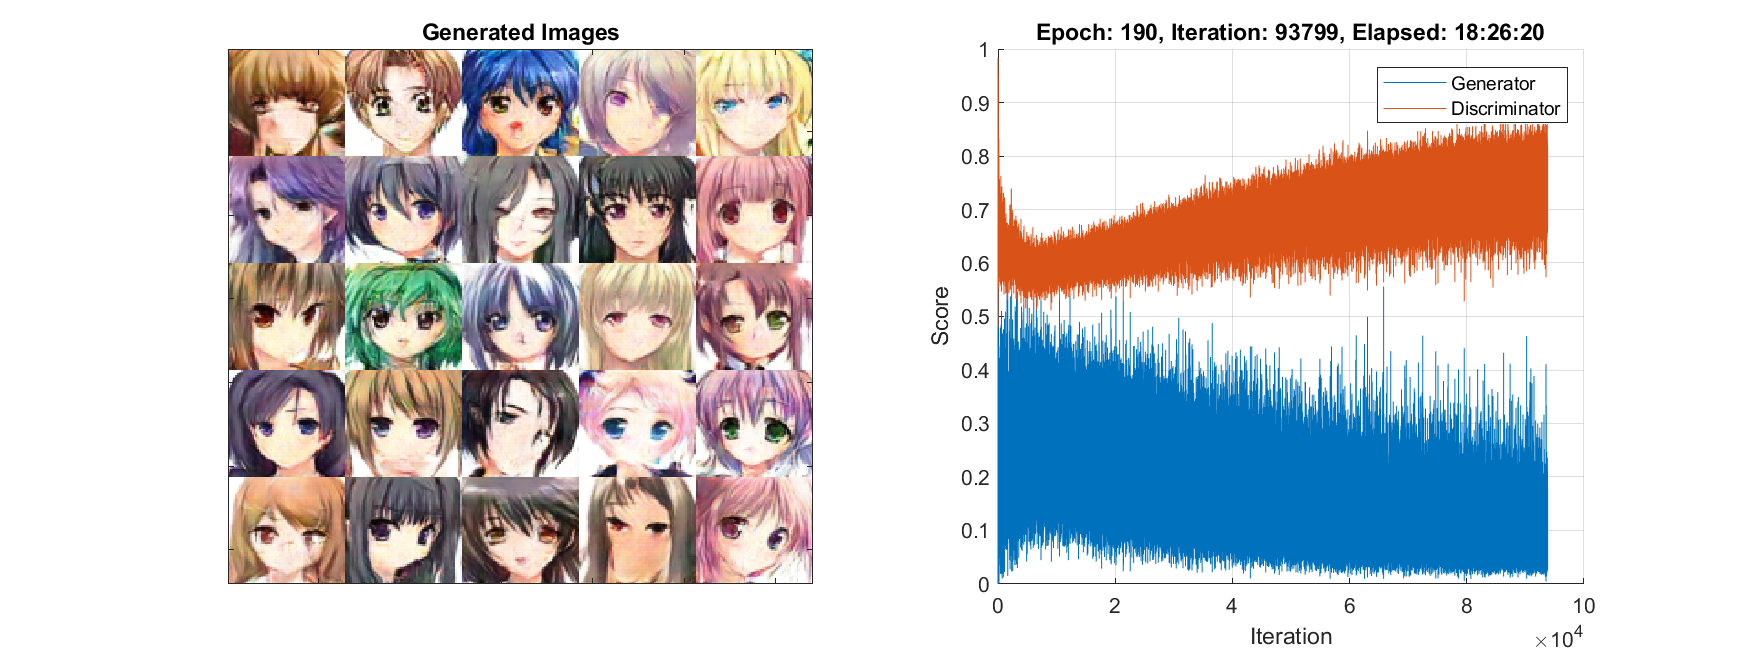 Generated Images
Epoch: 190, Iteration: 93799, Elapsed: 18:26:20
Generator
Discriminator
1
0.9
0.8
0.7
0.6
0.5
0.4
0.3
0.2
0.1
0
Score
0 2 4 6 8 10
Iteration
×10⁴